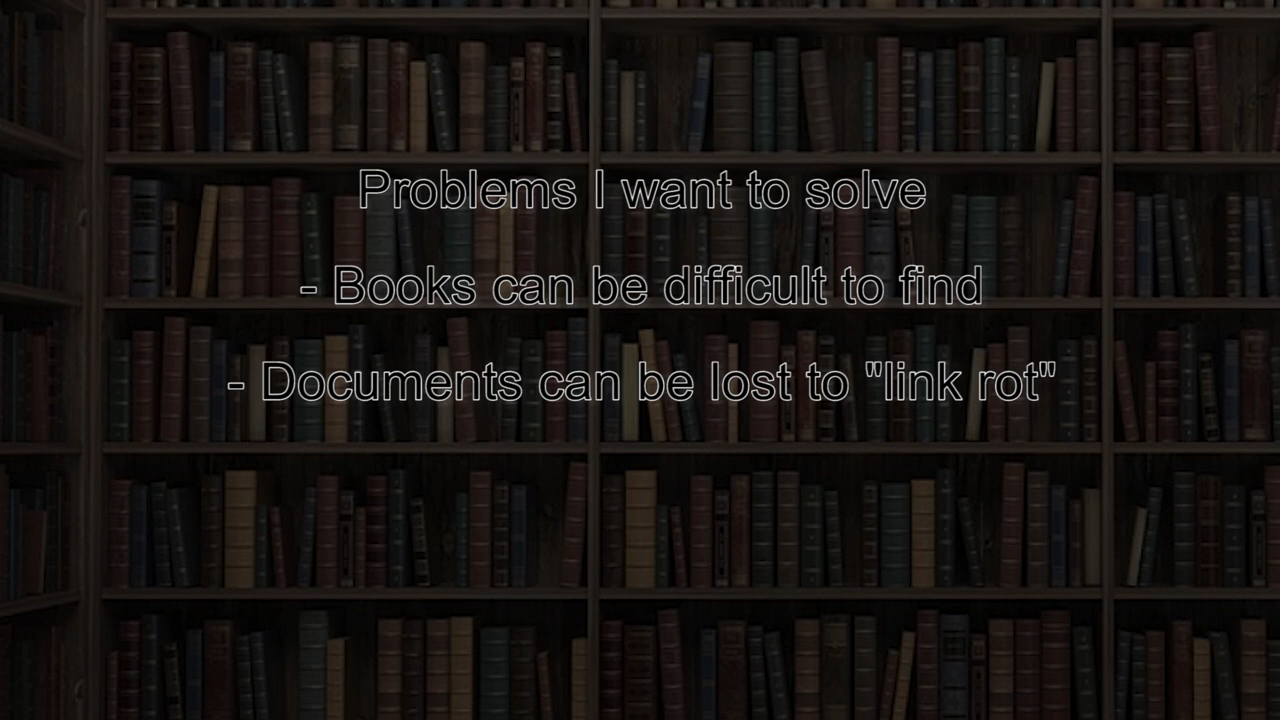 Problems I want to solve
- Books can be difficult to find
- Documents can be lost to "link rot"